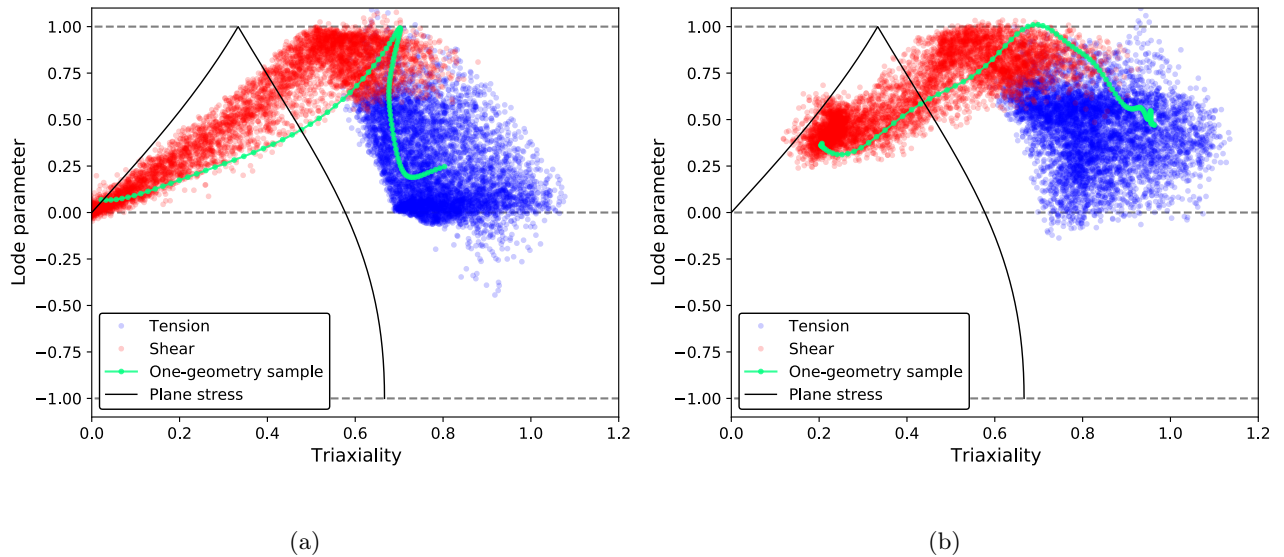 1.00
0.75
0.50
0.25
0.00
−0.25
−0.50
−0.75
−1.00
Lode parameter
Tension
Shear
One-geometry sample
Plane stress
0.0 0.2 0.4 0.6 0.8 1.0 1.2
Triaxiality
(a)
1.00
0.75
0.50
0.25
0.00
−0.25
−0.50
−0.75
−1.00
Lode parameter
Tension
Shear
One-geometry sample
Plane stress
0.0 0.2 0.4 0.6 0.8 1.0 1.2
Triaxiality
(b)